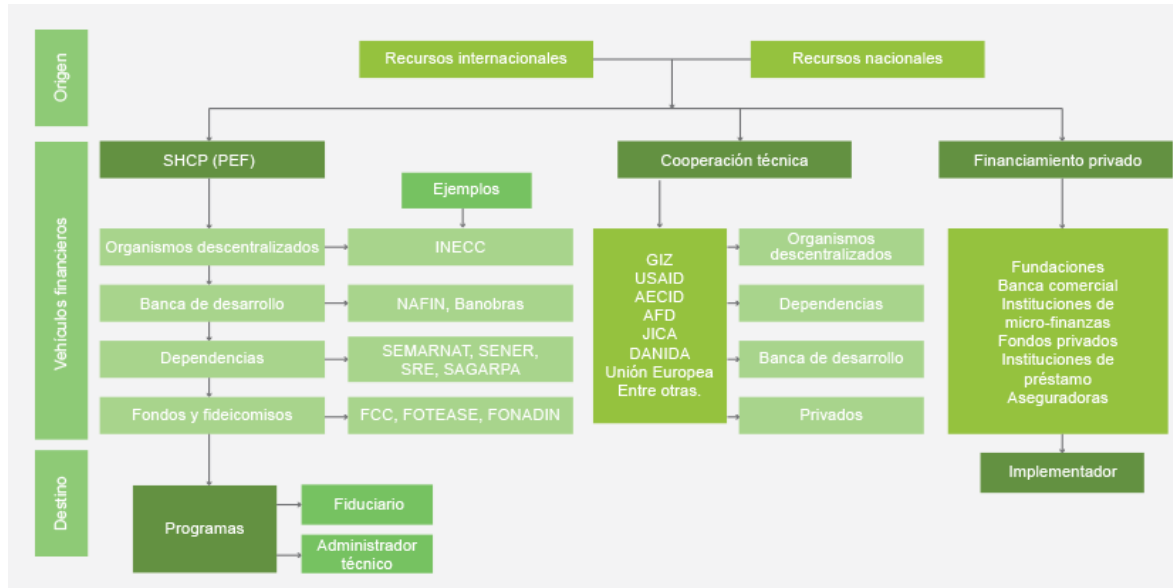 Origen
Recursos internacionales
Recursos nacionales
Vehículos financieros
SHCP (PEF)
Cooperación técnica
Financiamiento privado
Ejemplos
Organismos descentralizados
INECC
Banca de desarrollo
NAFIN, Banobras
Dependencias
SEMARNAT, SENER,
SRE, SAGARPA
Fondos y fideicomisos
FCC, FOTEASE, FONADIN
GIZ
USAID
AECID
AFD
JICA
DANIDA
Unión Europea
Entre otras.
Organismos
descentralizados
Dependencias
Banca de desarrollo
Privados
Fundaciones
Banca comercial
Instituciones de
micro-finanzas
Fondos privados
Instituciones de
préstamo
Aseguradoras
Destino
Programas
Fiduciario
Administrador
técnico
Implementador